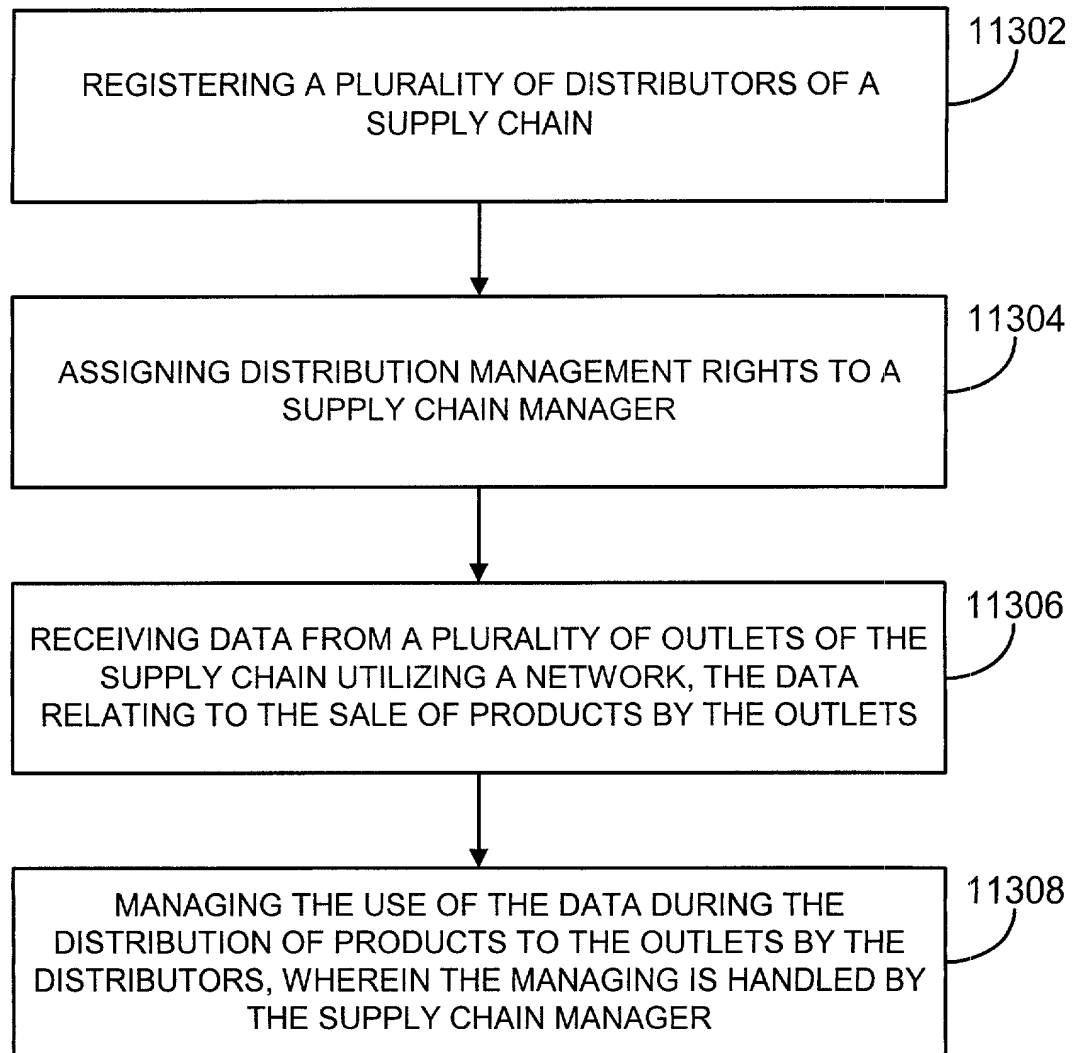 11302
REGISTERING A PLURALITY OF DISTRIBUTORS OF A
SUPPLY CHAIN
11304
ASSIGNING DISTRIBUTION MANAGEMENT RIGHTS TO A
SUPPLY CHAIN MANAGER
11306
RECEIVING DATA FROM A PLURALITY OF OUTLETS OF THE
SUPPLY CHAIN UTILIZING A NETWORK, THE DATA
RELATING TO THE SALE OF PRODUCTS BY THE OUTLETS
11308
MANAGING THE USE OF THE DATA DURING THE
DISTRIBUTION OF PRODUCTS TO THE OUTLETS BY THE
DISTRIBUTORS, WHEREIN THE MANAGING IS HANDLED BY
THE SUPPLY CHAIN MANAGER